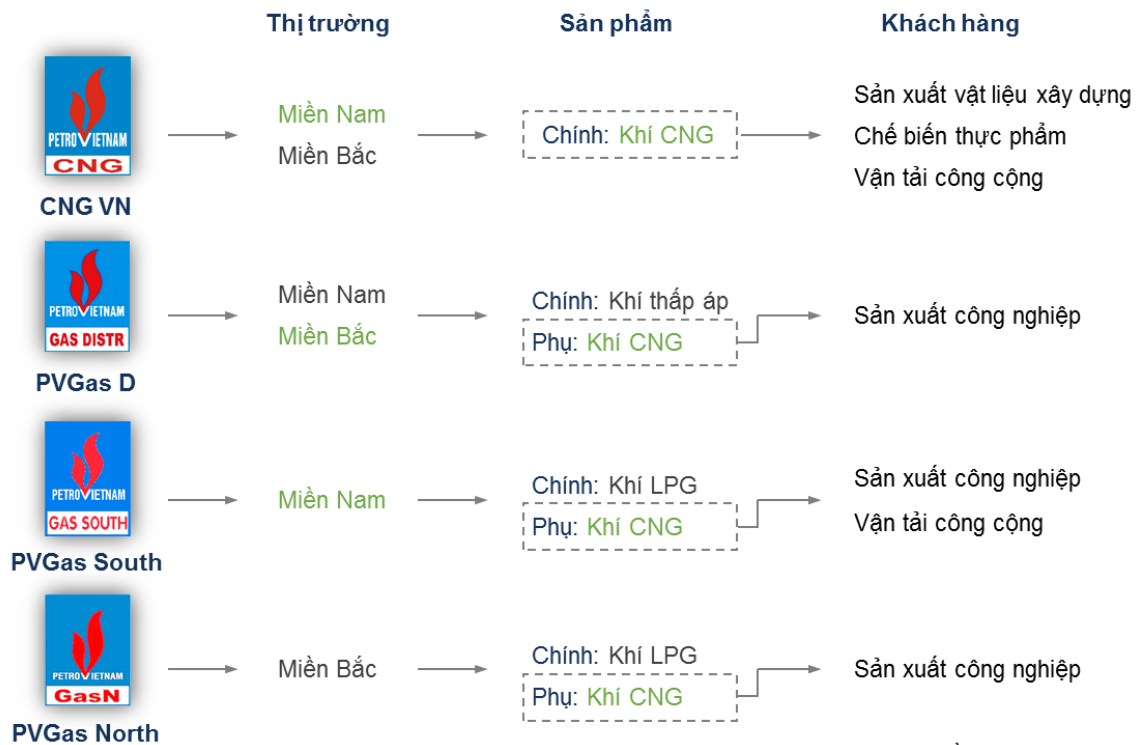 Thị trường
Sản phẩm
Khách hàng
PETROVIETNAM
CNG
CNG VN
Miền Nam
Miền Bắc
Chính: Khí CNG
Sản xuất vật liệu xây dựng
Chế biến thực phẩm
Vận tải công cộng
PETROVIETNAM
GAS DISTR
PVGas D
Miền Nam
Miền Bắc
Chính: Khí thấp áp
Phụ: Khí CNG
Sản xuất công nghiệp
PETROVIETNAM
GAS SOUTH
PVGas South
Miền Nam
Chính: Khí LPG
Phụ: Khí CNG
Sản xuất công nghiệp
Vận tải công cộng
PETROVIETNAM
GasN
PVGas North
Miền Bắc
Chính: Khí LPG
Phụ: Khí CNG
Sản xuất công nghiệp